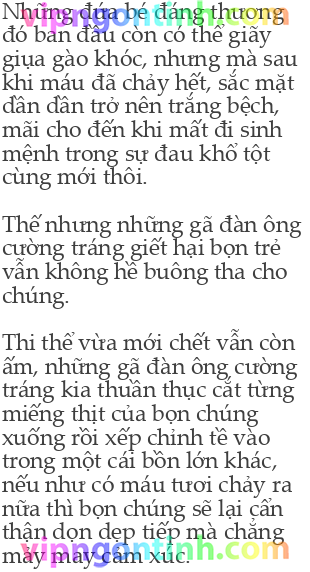 Những đứa bé đáng thương
vipngontinh.com
đó ban đầu còn có thể giãy
giụa gào khóc, nhưng mà sau
khi máu đã chảy hết, sắc mặt
dần dần trở nên trắng bệch,
mãi cho đến khi mất đi sinh
mệnh trong sự đau khổ tột
cùng mới thôi.
Thế nhưng những gã đàn ông
cường tráng giết hại bọn trẻ
vẫn không hề buông tha cho
chúng.
Thi thể vừa mới chết vẫn còn
ấm, những gã đàn ông cường
tráng kia thuần thục cắt từng
miếng thịt của bọn chúng
xuống rồi xếp chỉnh tề vào
trong một cái bồn lớn khác,
nếu như có máu tươi chảy ra
nữa thì bọn chúng sẽ lại cẩn
thận dọn dẹp tiếp mà chẳng
mảy may cảm xúc.
vipngontinh.com